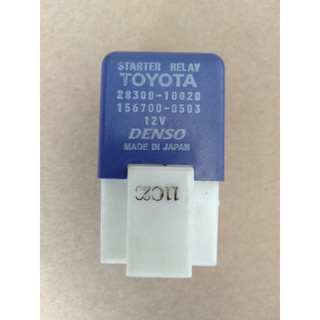 STARTER RELAY
TOYOTA
28300-10020
156700-0503
12V
DENSO
MADE IN JAPAN